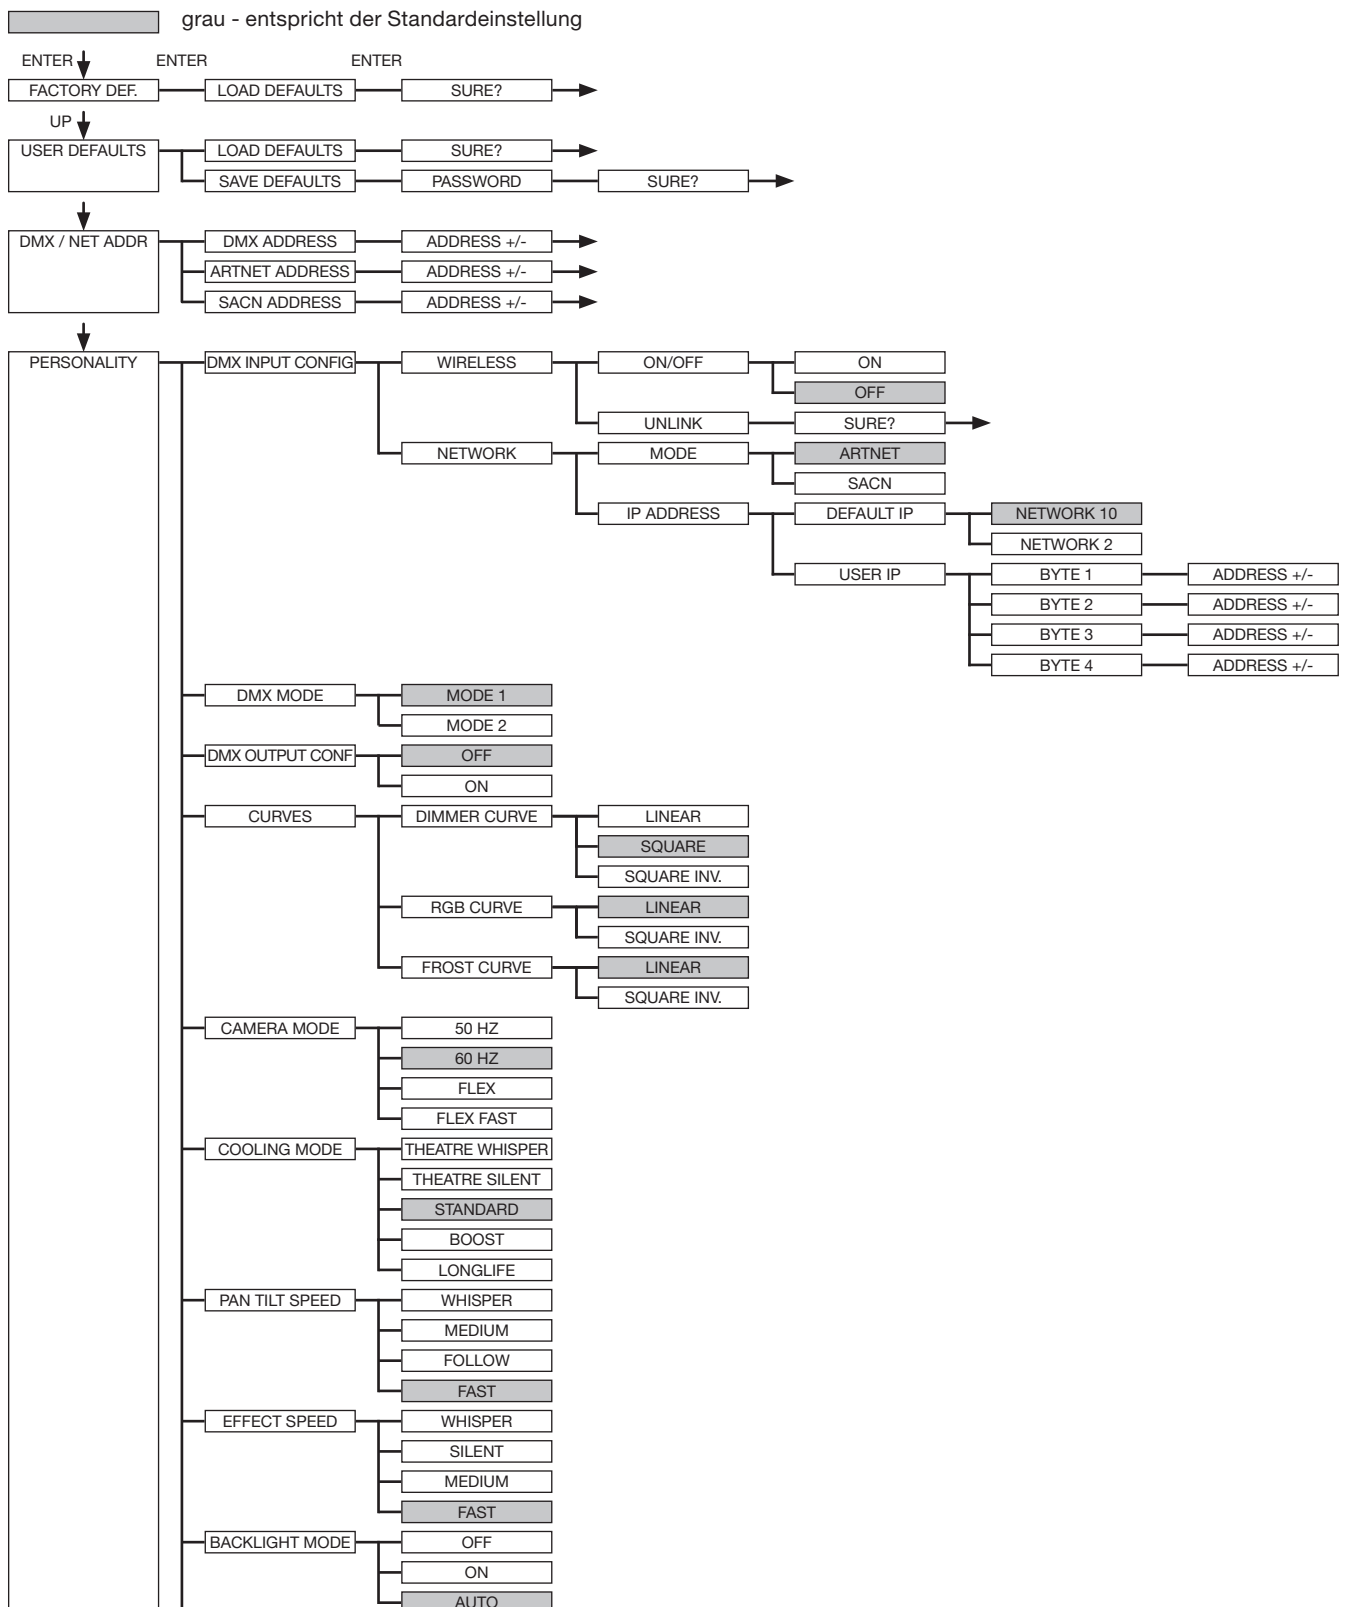 grau - entspricht der Standardeinstellung
ENTER ENTER ENTER
FACTORY DEF. LOAD DEFAULTS SURE?
UP
USER DEFAULTS LOAD DEFAULTS SURE?
SAVE DEFAULTS PASSWORD SURE?
DMX / NET ADDR DMX ADDRESS ADDRESS +/-
ARTNET ADDRESS ADDRESS +/-
SACN ADDRESS ADDRESS +/-
PERSONALITY DMX INPUT CONFIG WIRELESS ON/OFF ON
OFF
UNLINK SURE?
NETWORK MODE ARTNET
SACN
IP ADDRESS DEFAULT IP NETWORK 10
NETWORK 2
USER IP BYTE 1 ADDRESS +/-
BYTE 2 ADDRESS +/-
BYTE 3 ADDRESS +/-
BYTE 4 ADDRESS +/-
DMX MODE MODE 1
MODE 2
DMX OUTPUT CONF OFF
ON
CURVES DIMMER CURVE LINEAR
SQUARE
SQUARE INV.
RGB CURVE LINEAR
SQUARE INV.
FROST CURVE LINEAR
SQUARE INV.
CAMERA MODE 50 HZ
60 HZ
FLEX
FLEX FAST
COOLING MODE THEATRE WHISPER
THEATRE SILENT
STANDARD
BOOST
LONGLIFE
PAN TILT SPEED WHISPER
MEDIUM
FOLLOW
FAST
EFFECT SPEED WHISPER
SILENT
MEDIUM
FAST
BACKLIGHT MODE OFF
ON
AUTO